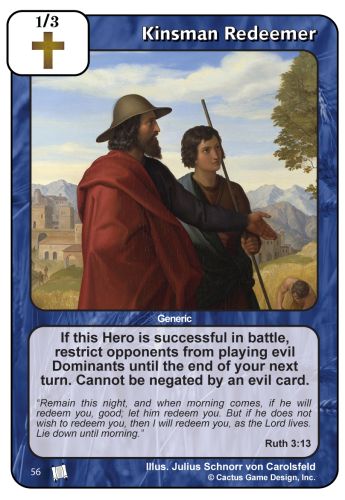 1/3
Kinsman Redeemer
Generic
If this Hero is successful in battle,
restrict opponents from playing evil
Dominants until the end of your next
turn. Cannot be negated by an evil card.
"Remain this night, and when morning comes, if he will
redeem you, good; let him redeem you. But if he does not
wish to redeem you, then I will redeem you, as the Lord lives.
Lie down until morning."
Ruth 3:13
56
Illus. Julius Schnorr von Carolsfeld
© Cactus Game Design, Inc.